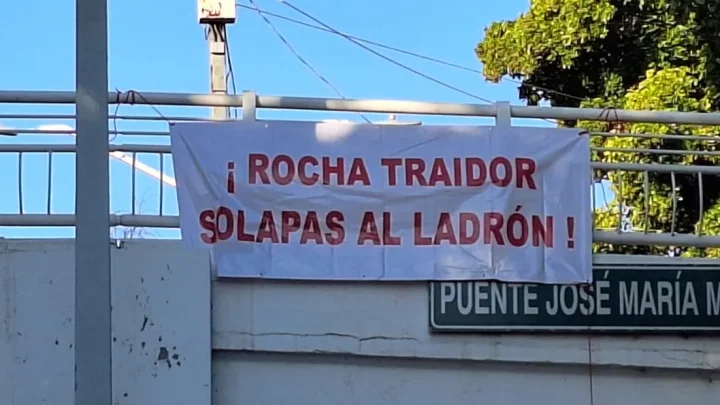 ¡ ROCHA TRAIDOR
SOLAPAS AL LADRÓN !
PUENTE JOSÉ MARÍA